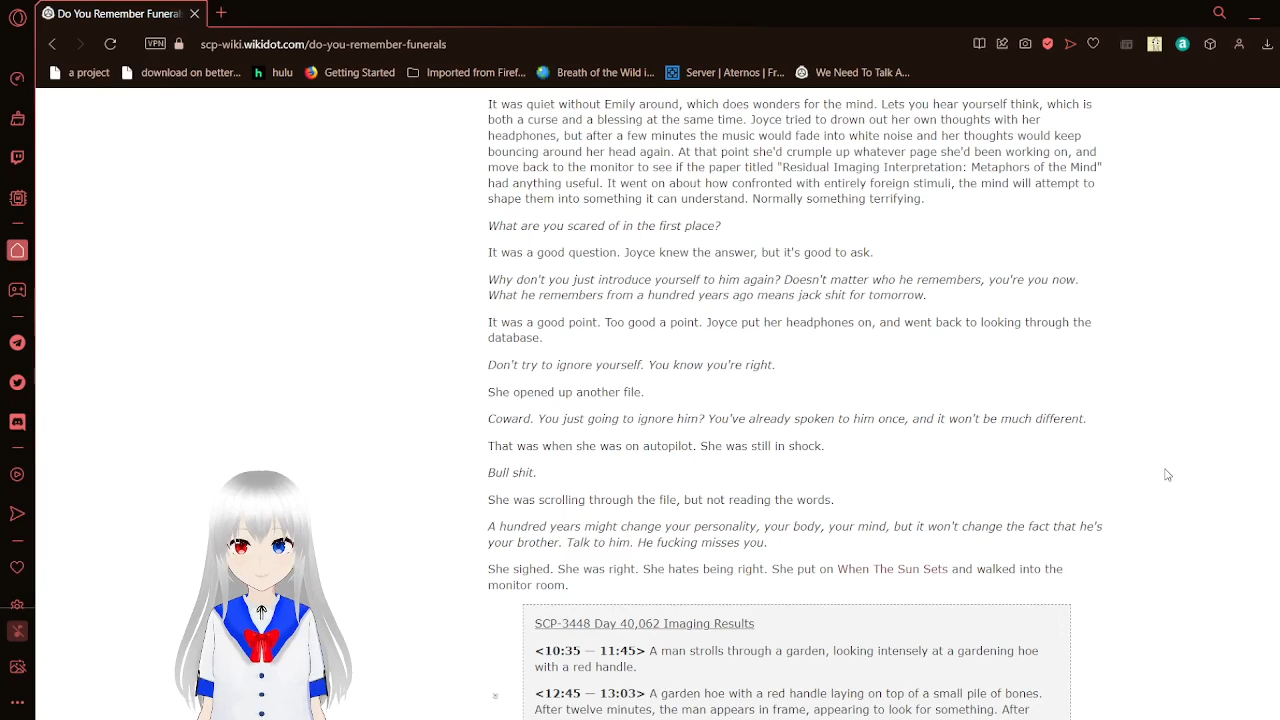 Do You Remember Funeral
VPN
scp-wiki.wikidot.com/do-you-remember-funerals
a project
download on better...
hulu
Getting Started
Imported from Firef...
Breath of the Wild i...
Server | Aternos | Fr...
We Need To Talk A...
It was quiet without Emily around, which does wonders for the mind. Lets you hear yourself think, which is
both a curse and a blessing at the same time. Joyce tried to drown out her own thoughts with her
headphones, but after a few minutes the music would fade into white noise and her thoughts would keep
bouncing around her head again. At that point she'd crumple up whatever page she'd been working on, and
move back to the monitor to see if the paper titled "Residual Imaging Interpretation: Metaphors of the Mind"
had anything useful. It went on about how confronted with entirely foreign stimuli, the mind will attempt to
shape them into something it can understand. Normally something terrifying.
What are you scared of in the first place?
It was a good question. Joyce knew the answer, but it's good to ask.
Why don't you just introduce yourself to him again? Doesn't matter who he remembers, you're you now.
What he remembers from a hundred years ago means jack shit for tomorrow.
It was a good point. Too good a point. Joyce put her headphones on, and went back to looking through the
database.
Don't try to ignore yourself. You know you're right.
She opened up another file.
Coward. You just going to ignore him? You've already spoken to him once, and it won't be much different.
That was when she was on autopilot. She was still in shock.
Bull shit.
She was scrolling through the file, but not reading the words.
A hundred years might change your personality, your body, your mind, but it won't change the fact that he's
your brother. Talk to him. He fucking misses you.
She sighed. She was right. She hates being right. She put on When The Sun Sets and walked into the
monitor room.
SCP-3448 Day 40,062 Imaging Results
<10:35 — 11:45> A man strolls through a garden, looking intensely at a gardening hoe
with a red handle.
<12:45 — 13:03> A garden hoe with a red handle laying on top of a small pile of bones.
After twelve minutes, the man appears in frame, appearing to look for something. After